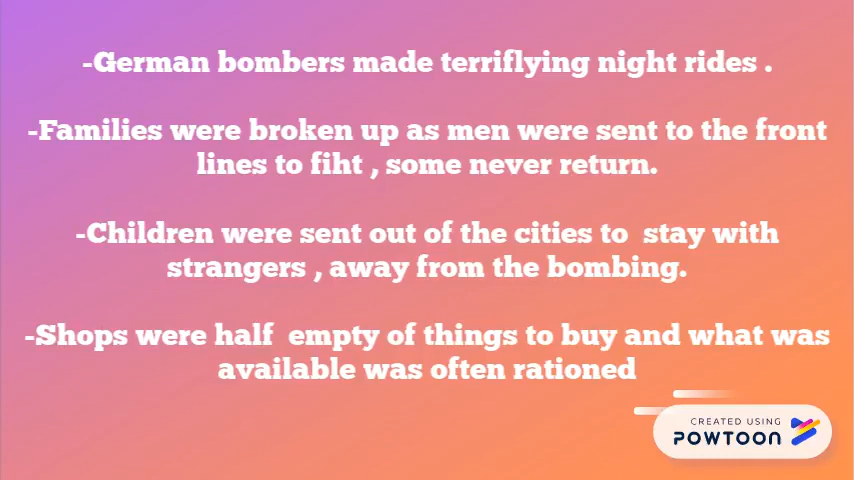 -German bombers made terriflying night rides .
-Families were broken up as men were sent to the front
lines to fiht , some never return.
-Children were sent out of the cities to  stay with
strangers , away from the bombing.
-Shops were half  empty of things to buy and what was
available was often rationed
CREATED USING
POWTOON